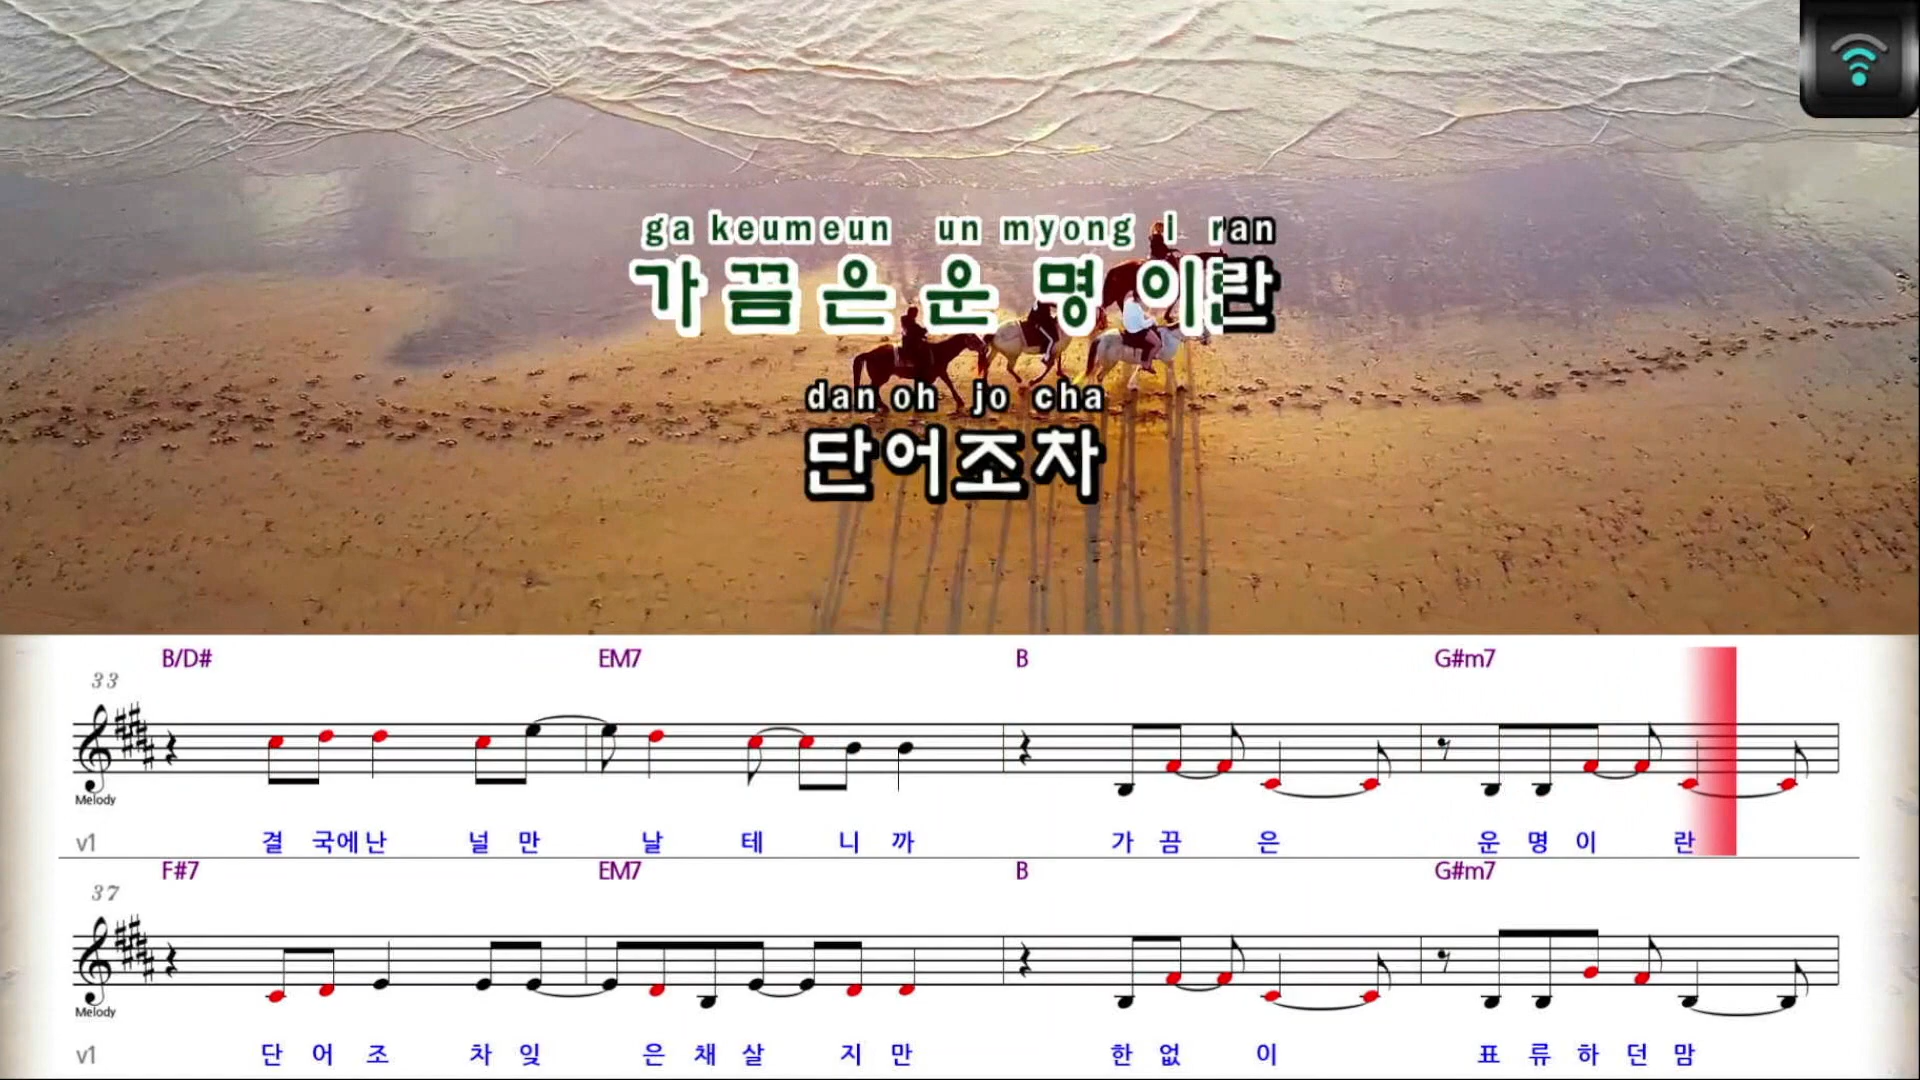 ga keumeun un myong I ran
가끔은 운명이란
dan oh jo cha
단어조차
B/D# EM7 B G#m7
33
Melody
v1 결 국에 난 널 만 날 테 니 까 가 끔 은 운 명 이 란
F#7 EM7 B G#m7
37
Melody
v1 단 어 조 차 잊 은 채 살 지 만 한 없 이 표 류 하 던 맘